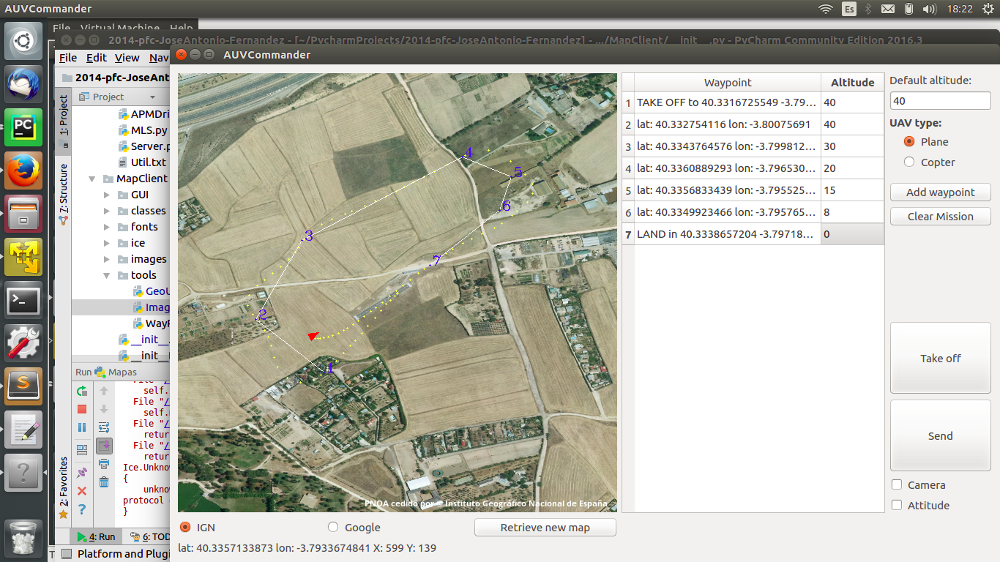 AUVCommander
Es
18:22
File Virtual Machine Help
2014-pfc-JoseAntonio-Fernandez - [~/PycharmProjects/2014-pfc-JoseAntonio-Fernandez] - .../MapClient/__init__.py - PyCharm Community Edition 2016.3
File Edit View Nav
2014-pfc-JoseAnt
1: Project
Project
APMDri
MLS.py
Server.p
Util.txt
MapClient
GUI
classes
fonts
ice
images
tools
GeoU
Imag
WayP
__init__.
__init__.
7: Structure
2: Favorites
Run Mapas
File "/
self.
File "/
self.
File "/
retur
File "/
retur
Ice.Unknow
{
unknow
protocol
}
4: Run 6: TOD
Platform and Plugi
AUVCommander
1
2
3
4
5
6
7
PNOA cedido por © Instituto Geográfico Nacional de España
Waypoint Altitude
1 TAKE OFF to 40.3316725549 -3.79... 40
2 lat: 40.332754116 lon: -3.80075691 40
3 lat: 40.3343764576 lon: -3.799812... 30
4 lat: 40.3360889293 lon: -3.796530... 20
5 lat: 40.3356833439 lon: -3.795525... 15
6 lat: 40.3349923466 lon: -3.795765... 8
7 LAND in 40.3338657204 -3.79718... 0
Default altitude:
40
UAV type:
Plane
Copter
Add waypoint
Clear Mission
Take off
Send
Camera
Attitude
IGN Google Retrieve new map
lat: 40.3357133873 lon: -3.7933674841 X: 599 Y: 139